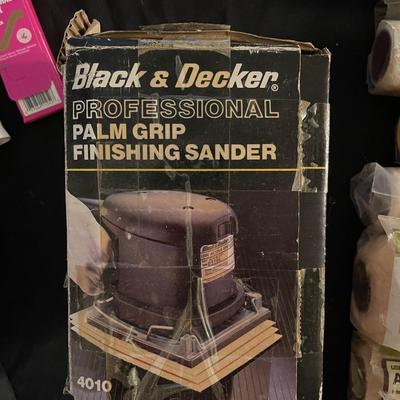 Black & Decker®
PROFESSIONAL
PALM GRIP
FINISHING SANDER
4010